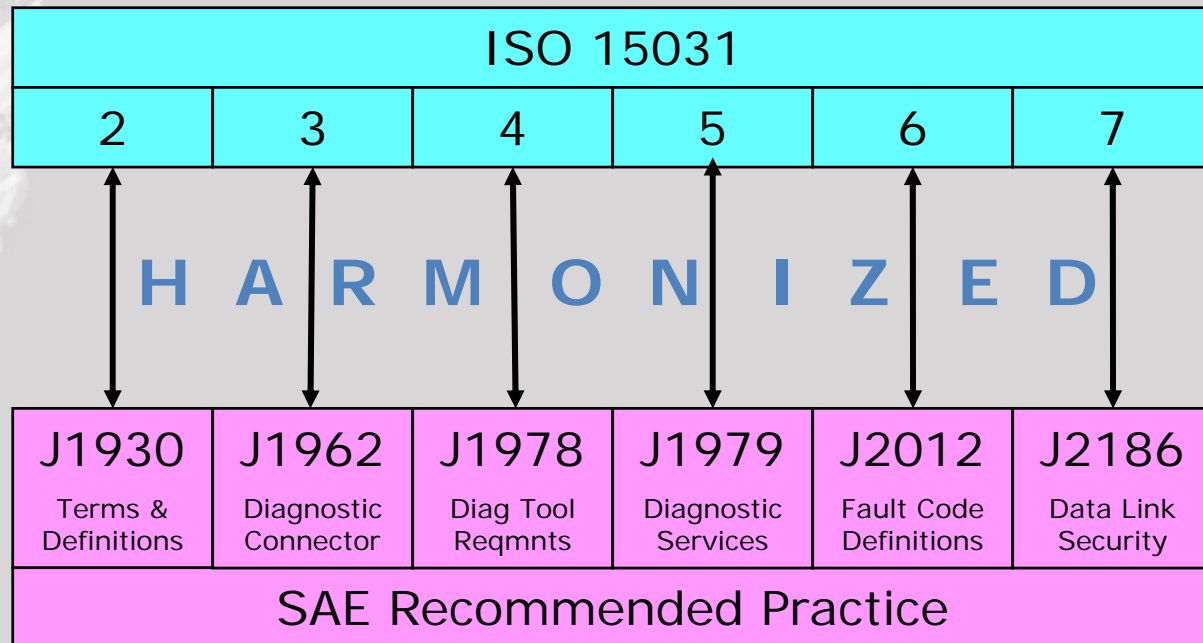 ISO 15031
2 3 4 5 6 7
H A R M O N I Z E D
J1930 J1962 J1978 J1979 J2012 J2186
Terms & Diagnostic Diag Tool Diagnostic Fault Code Data Link
Definitions Connector Reqmnts Services Definitions Security
SAE Recommended Practice